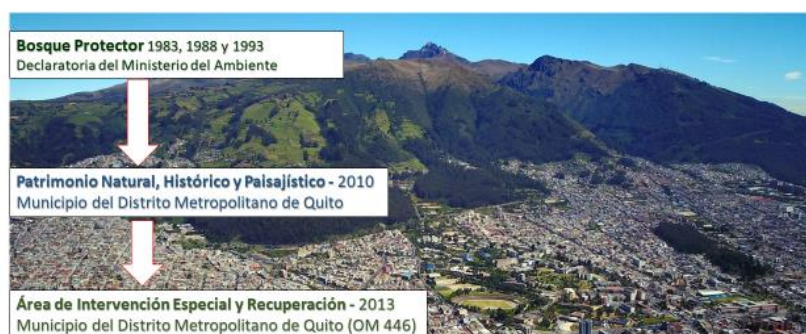 Bosque Protector 1983, 1988 y 1993
Declaratoria del Ministerio del Ambiente
Patrimonio Natural, Histórico y Paisajístico - 2010
Municipio del Distrito Metropolitano de Quito
Área de Intervención Especial y Recuperación - 2013
Municipio del Distrito Metropolitano de Quito (OM 446)